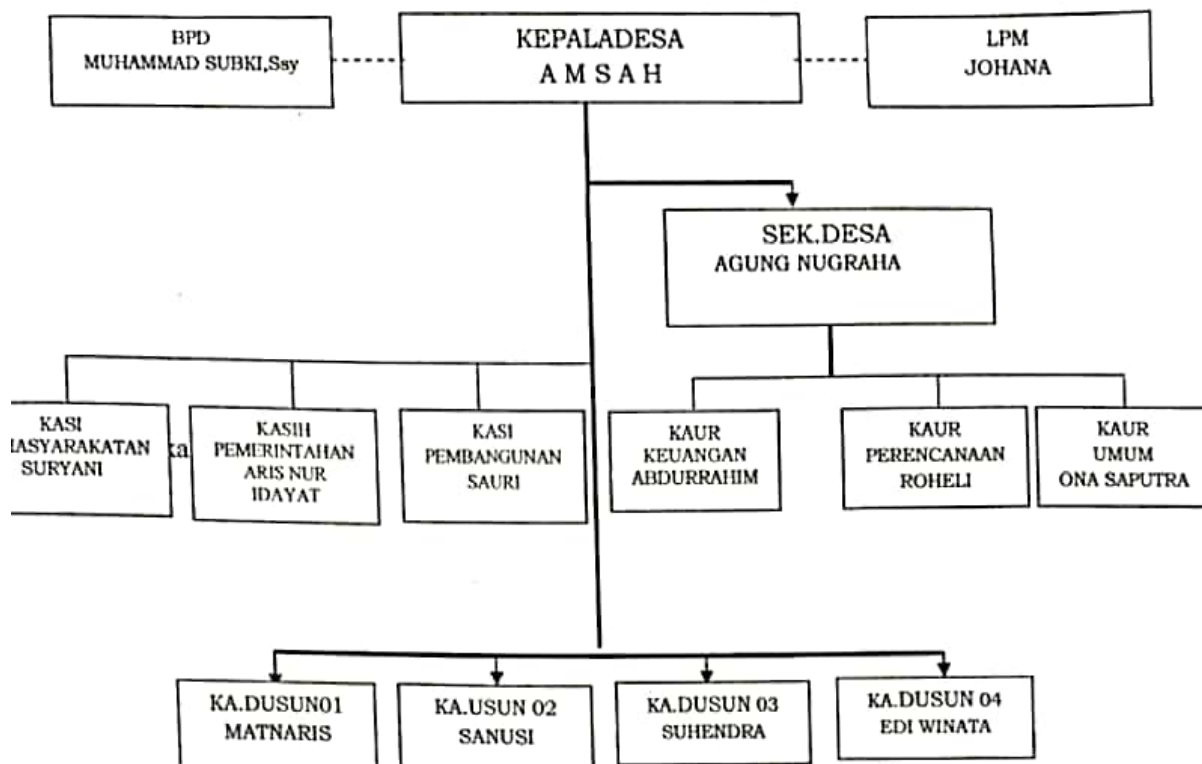 BPD
MUHAMMAD SUBKI,Ssy
KEPALADESA
A M S A H
LPM
JOHANA
SEK.DESA
AGUNG NUGRAHA
KASI
MASYARAKATAN
SURYANI
ka
KASIH
PEMERINTAHAN
ARIS NUR
IDAYAT
KASI
PEMBANGUNAN
SAURI
KAUR
KEUANGAN
ABDURRAHIM
KAUR
PERENCANAAN
ROHELI
KAUR
UMUM
ONA SAPUTRA
KA.DUSUN01
MATNARIS
KA.USUN 02
SANUSI
KA.DUSUN 03
SUHENDRA
KA.DUSUN 04
EDI WINATA